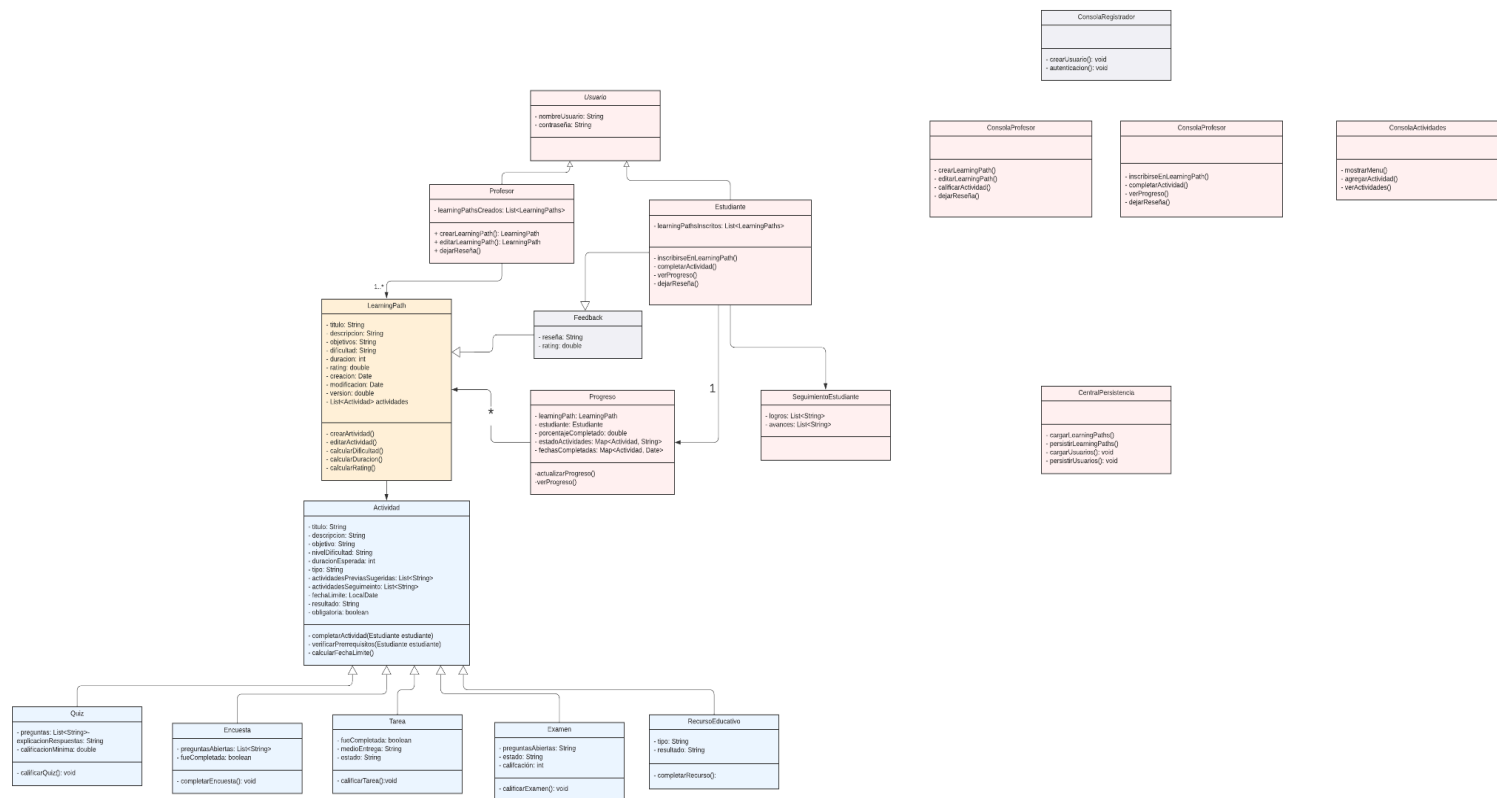 ConsolaRegistrador
- crearUsuario(): void
- autenticacion(): void
Usuario
- nombreUsuario: String
- contraseña: String
ConsolaProfesor
- crearLearningPath()
- editarLearningPath()
- calificarActividad()
- dejarReseña()
ConsolaProfesor
- inscribirseEnLearningPath()
- completarActividad()
- verProgreso()
- dejarReseña()
ConsolaActividades
- mostrarMenu()
- agregarActividad()
- verActividades()
Profesor
- learningPathsCreados: List<LearningPaths>
+ crearLearningPath(): LearningPath
+ editarLearningPath(): LearningPath
+ dejarReseña()
Estudiante
- learningPathsInscritos: List<LearningPaths>
- inscribirseEnLearningPath()
- completarActividad()
- verProgreso()
- dejarReseña()
1..*
LearningPath
- titulo: String
- descripcion: String
- objetivos: String
- dificultad: String
- duracion: int
- rating: double
- creacion: Date
- modificacion: Date
- version: double
- List<Actividad> actividades
- crearArtividad()
- editarActividad()
- calcularDificultad()
- calcularDuracion()
- calcularRating()
Feedback
- reseña: String
- rating: double
*
1
Progreso
- learningPath: LearningPath
- estudiante: Estudiante
- porcentajeCompletado: double
- estadoActividades: Map<Actividad, String>
- fechasCompletadas: Map<Actividad, Date>
-actualizarProgreso()
-verProgreso()
SeguimientoEstudiante
- logros: List<String>
- avances: List<String>
CentralPersistencia
- cargarLearningPaths()
- persistirLearningPaths()
- cargarUsuarios(): void
- persistirUsuarios(): void
Actividad
- titulo: String
- descripcion: String
- objetivo: String
- nivelDificultad: String
- duracionEsperada: int
- tipo: String
- actividadesPreviasSugeridas: List<String>
- actividadesSeguimeinto: List<String>
- fechaLimite: LocalDate
- resultado: String
- obligatoria: boolean
- completarActividad(Estudiante estudiante)
- verificarPrerrequisitos(Estudiante estudiante)
- calcularFechaLimite()
Quiz
- preguntas: List<String>-
explicacionRespuestas: String
- calificacionMinima: double
- calificarQuiz(): void
Encuesta
- preguntasAbiertas: List<String>
- fueCompletada: boolean
- completarEncuesta(): void
Tarea
- fueCompletada: boolean
- medioEntrega: String
- estado: String
- calificarTarea():void
Examen
- preguntasAbiertas: String
- estado: String
- califcación: int
- calificarExamen(): void
RecursoEducativo
- tipo: String
- resultado: String
- completarRecurso():